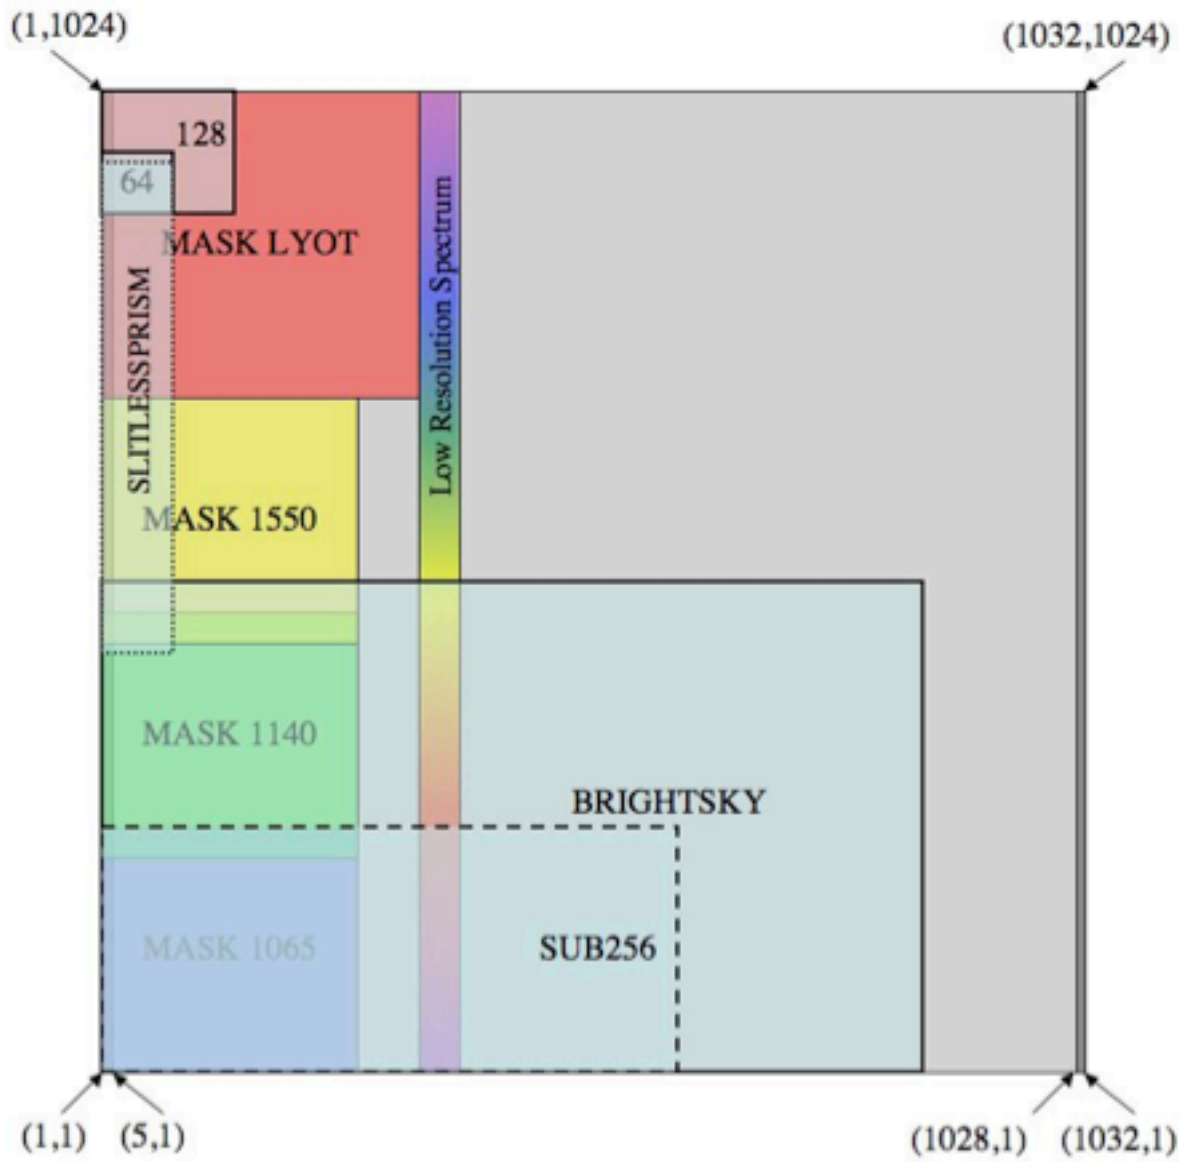 (1,1024)
(1032,1024)
128
64
MASK LYOT
Low Resolution Spectrum
SLITLESSPRISM
MASK 1550
MASK 1140
BRIGHTSKY
MASK 1065
SUB256
(1,1) (5,1)
(1028,1) (1032,1)